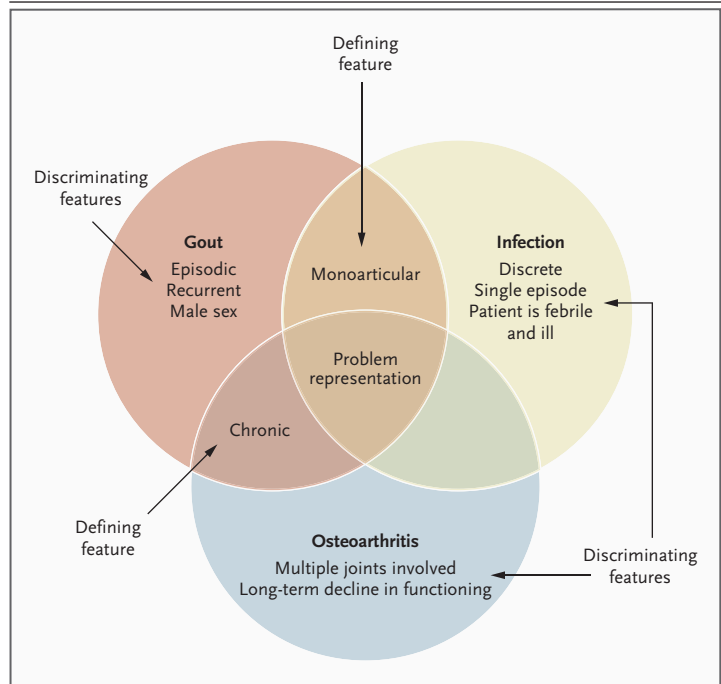 Defining
feature
Discriminating
features
Gout
Episodic
Recurrent
Male sex
Monoarticular
Infection
Discrete
Single episode
Patient is febrile
and ill
Problem
representation
Chronic
Defining
feature
Osteoarthritis
Multiple joints involved
Long-term decline in functioning
Discriminating
features